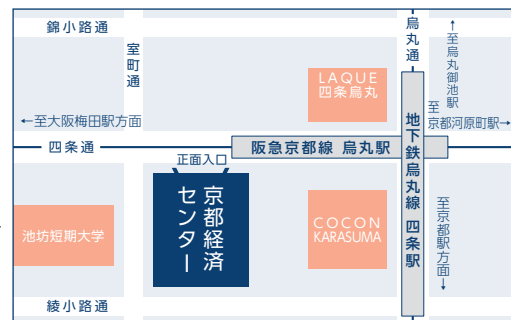 錦小路通
室町通
烏丸通
←至烏丸御池駅
LAQUE
四条烏丸
←至大阪梅田駅方面
至
京都河原町駅→
四条通
阪急京都線 烏丸駅
地下鉄烏丸線 四条駅
正面入口
京都経済
センター
池坊短期大学
COCON
KARASUMA
至京都駅方面→
綾小路通